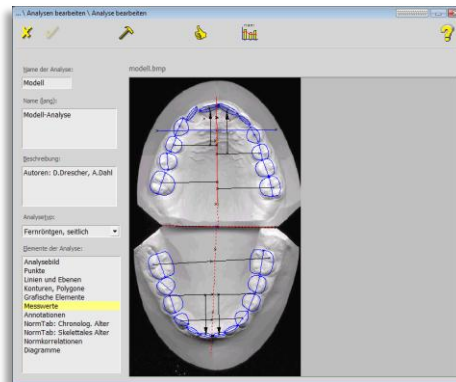 ...\ Analysen bearbeiten \ Analyse bearbeiten
Name der Analyse:
modell.bmp
Modell
Name (lang):
Modell-Analyse
Beschreibung:
Autoren: D.Drescher, A.Dahl
Analysetyp:
Fernröntgen, seitlich
Elemente der Analyse:
Analysebild
Punkte
Linien und Ebenen
Konturen, Polygone
Grafische Elemente
Messwerte
Annotationen
NormTab: Chronolog. Alter
NormTab: Skelettales Alter
Normkorrelationen
Diagramme